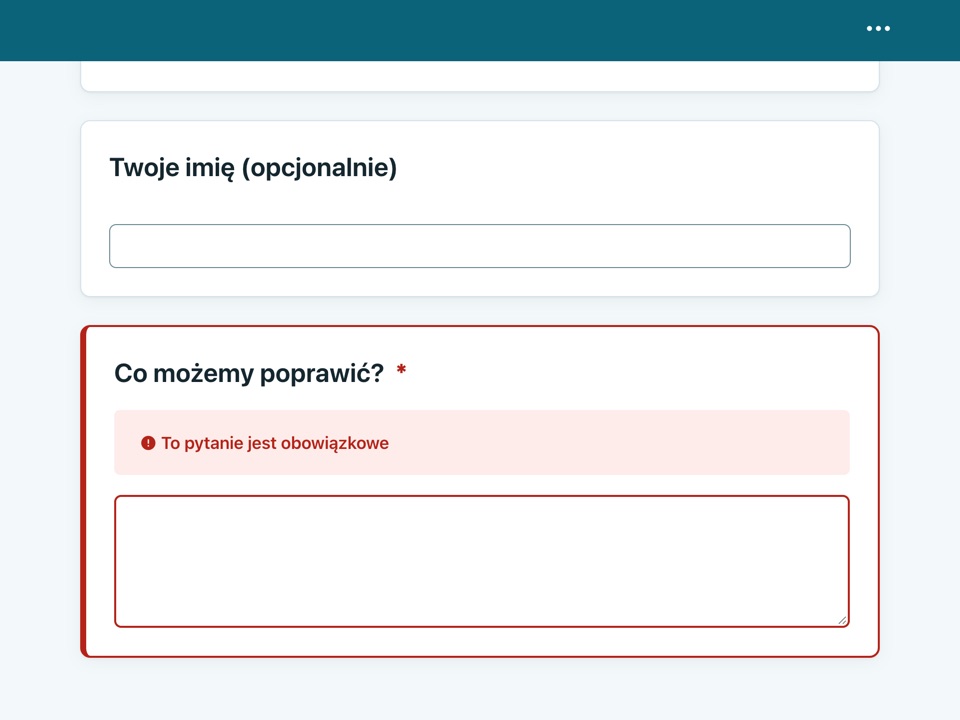 Twoje imię (opcjonalnie)
Co możemy poprawić? *
To pytanie jest obowiązkowe